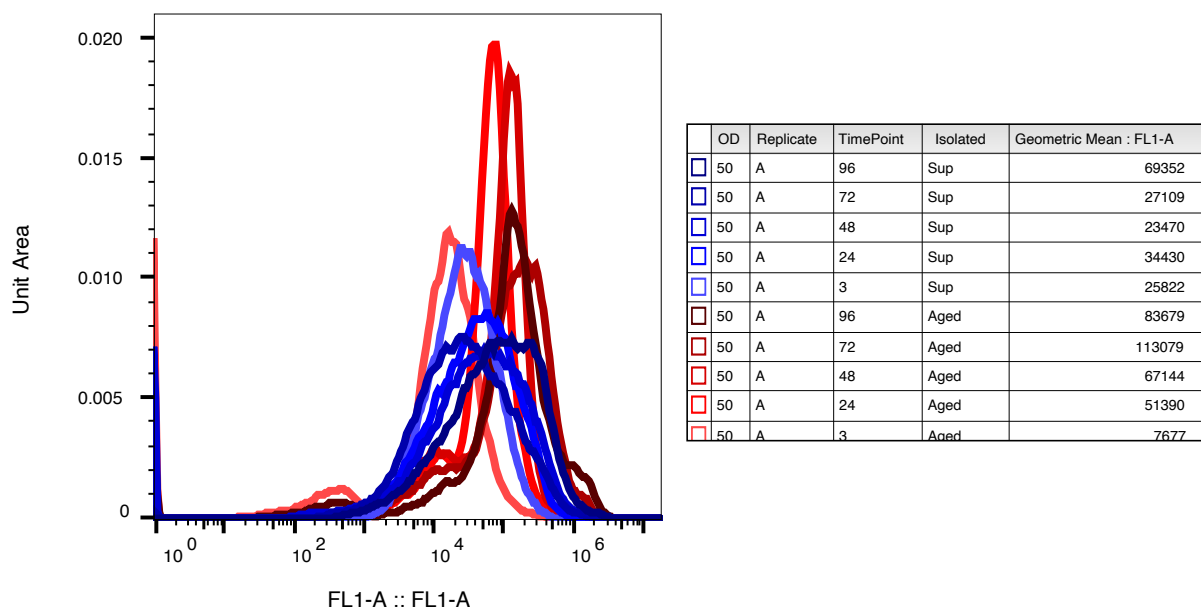 0.020
0.015
0.010
0.005
0
Unit Area
10 0
10 2
10 4
10 6
FL1-A :: FL1-A
OD Replicate TimePoint Isolated Geometric Mean : FL1-A
50 A 96 Sup 69352
50 A 72 Sup 27109
50 A 48 Sup 23470
50 A 24 Sup 34430
50 A 3 Sup 25822
50 A 96 Aged 83679
50 A 72 Aged 113079
50 A 48 Aged 67144
50 A 24 Aged 51390
50 A 3 Aged 7677